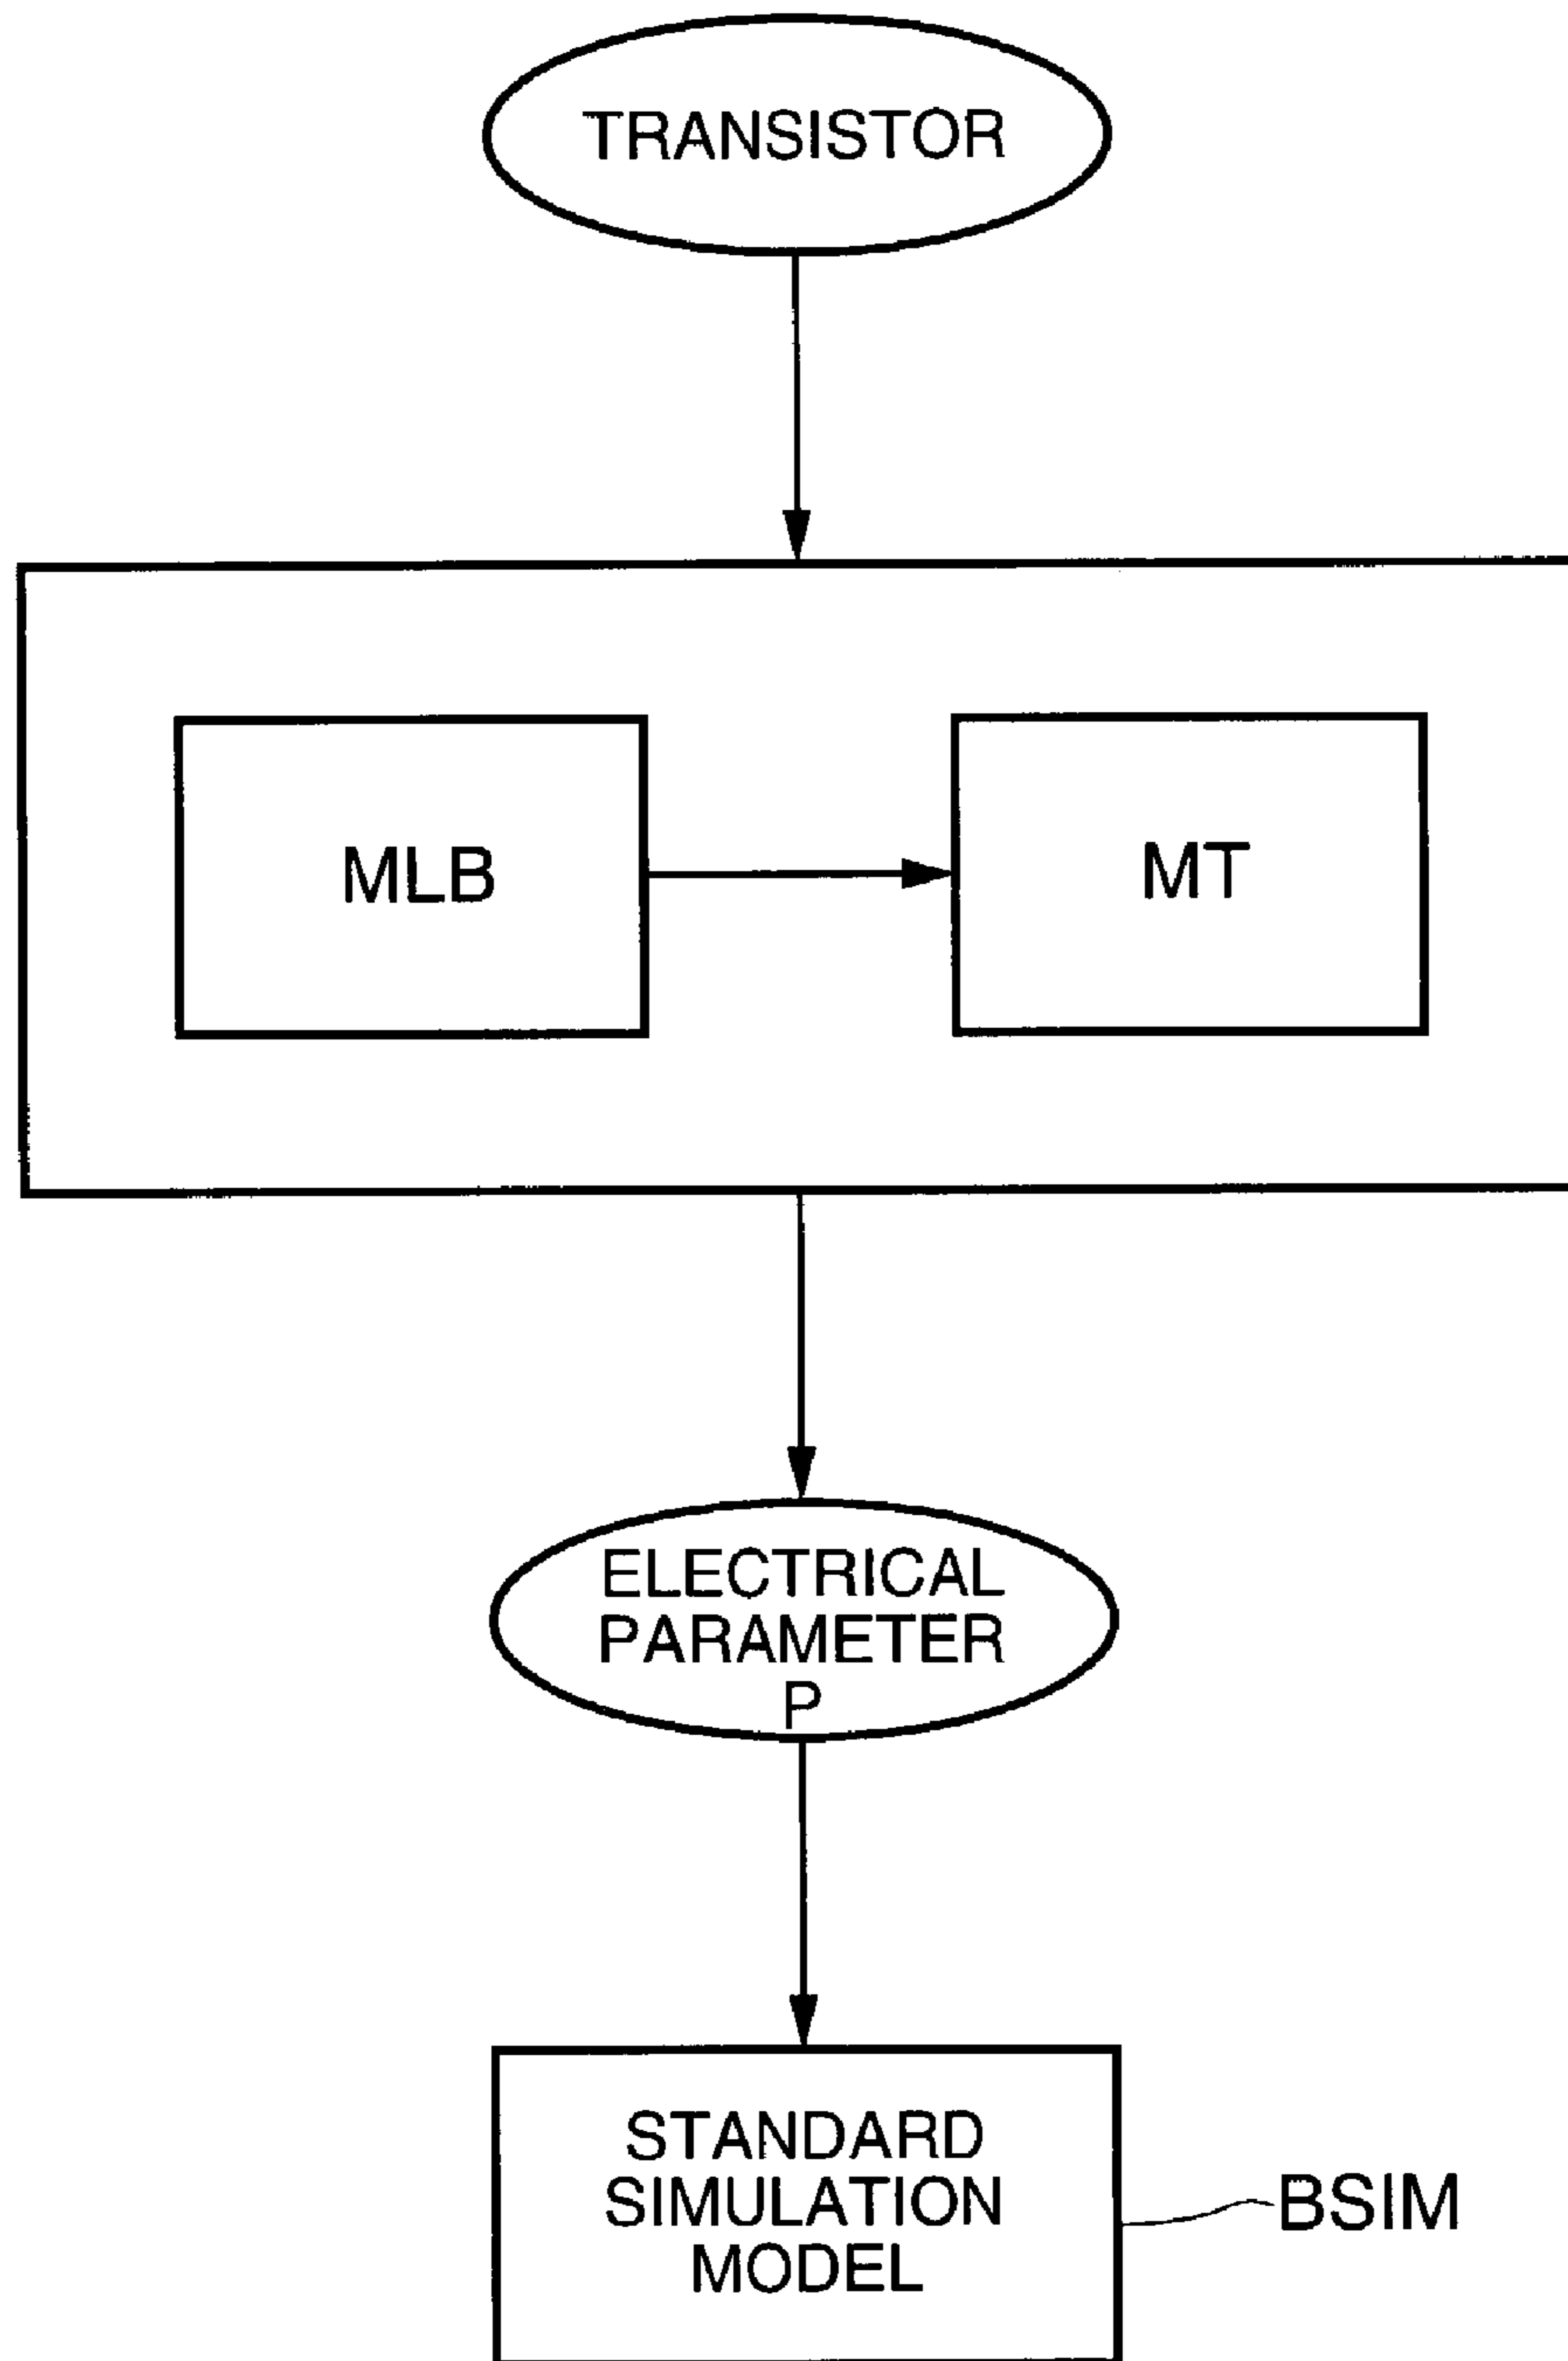 TRANSISTOR
MLB
MT
ELECTRICAL
PARAMETER
P
STANDARD
SIMULATION
MODEL
BSIM